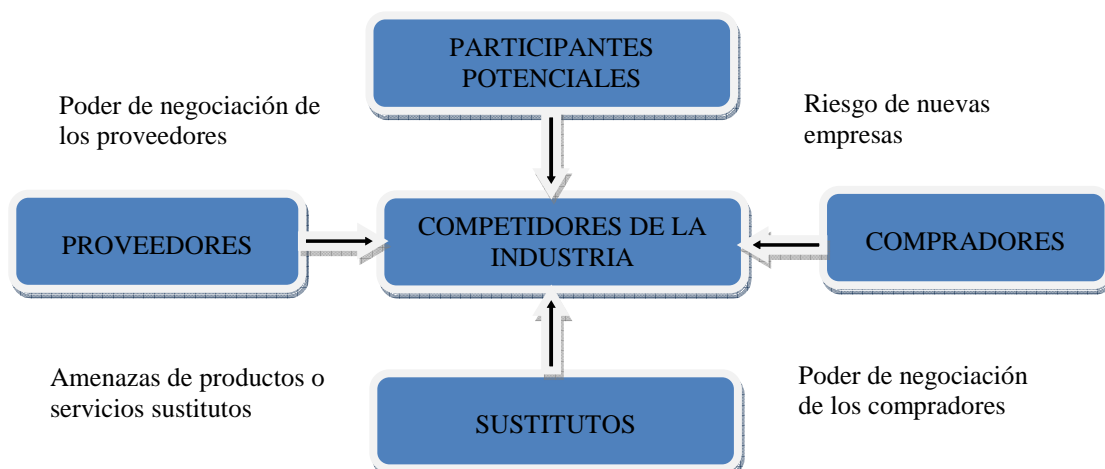 PARTICIPANTES
POTENCIALES
Poder de negociación de
los proveedores
Riesgo de nuevas
empresas
PROVEEDORES
COMPETIDORES DE LA
INDUSTRIA
COMPRADORES
Amenazas de productos o
servicios sustitutos
SUSTITUTOS
Poder de negociación
de los compradores